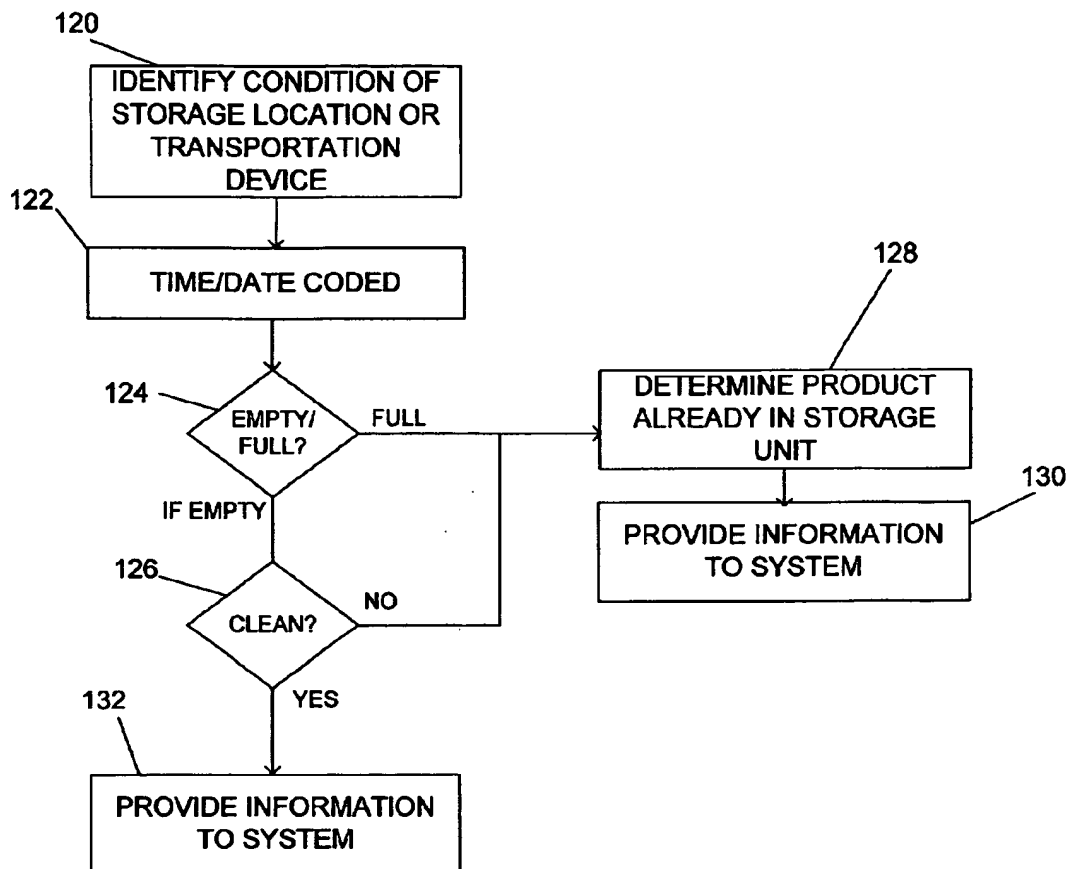 120
IDENTIFY CONDITION OF
STORAGE LOCATION OR
TRANSPORTATION
DEVICE
122
TIME/DATE CODED
124
EMPTY/
FULL?
FULL
IF EMPTY
126
CLEAN?
NO
YES
128
DETERMINE PRODUCT
ALREADY IN STORAGE
UNIT
130
PROVIDE INFORMATION
TO SYSTEM
132
PROVIDE INFORMATION
TO SYSTEM